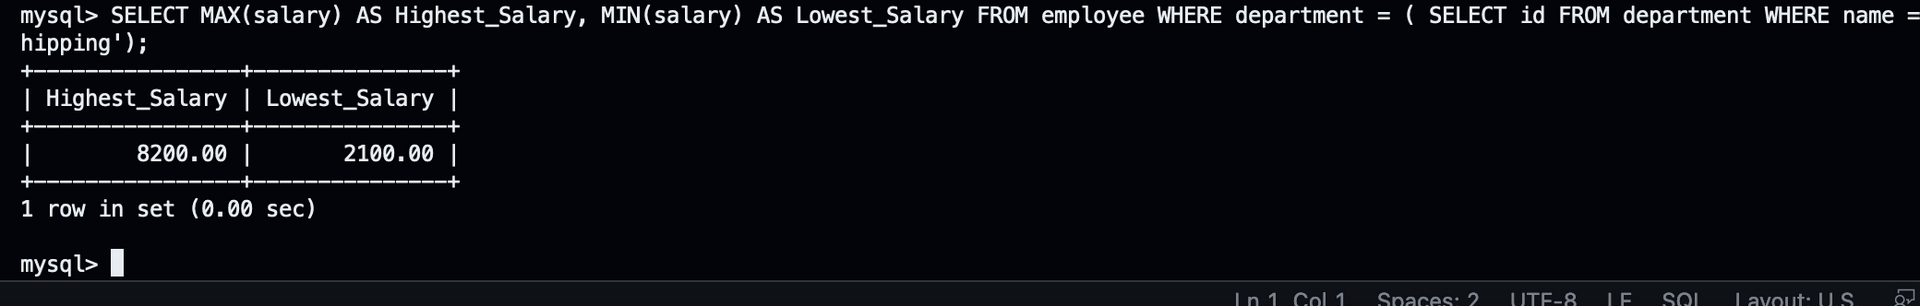 mysql> SELECT MAX(salary) AS Highest_Salary, MIN(salary) AS Lowest_Salary FROM employee WHERE department = ( SELECT id FROM department WHERE name =
hipping');
+----------------+---------------+
| Highest_Salary | Lowest_Salary |
+----------------+---------------+
|        8200.00 |       2100.00 |
+----------------+---------------+
1 row in set (0.00 sec)
mysql>
Ln 1, Col 1 Spaces: 2 UTF-8 LF SQL Layout: U.S.